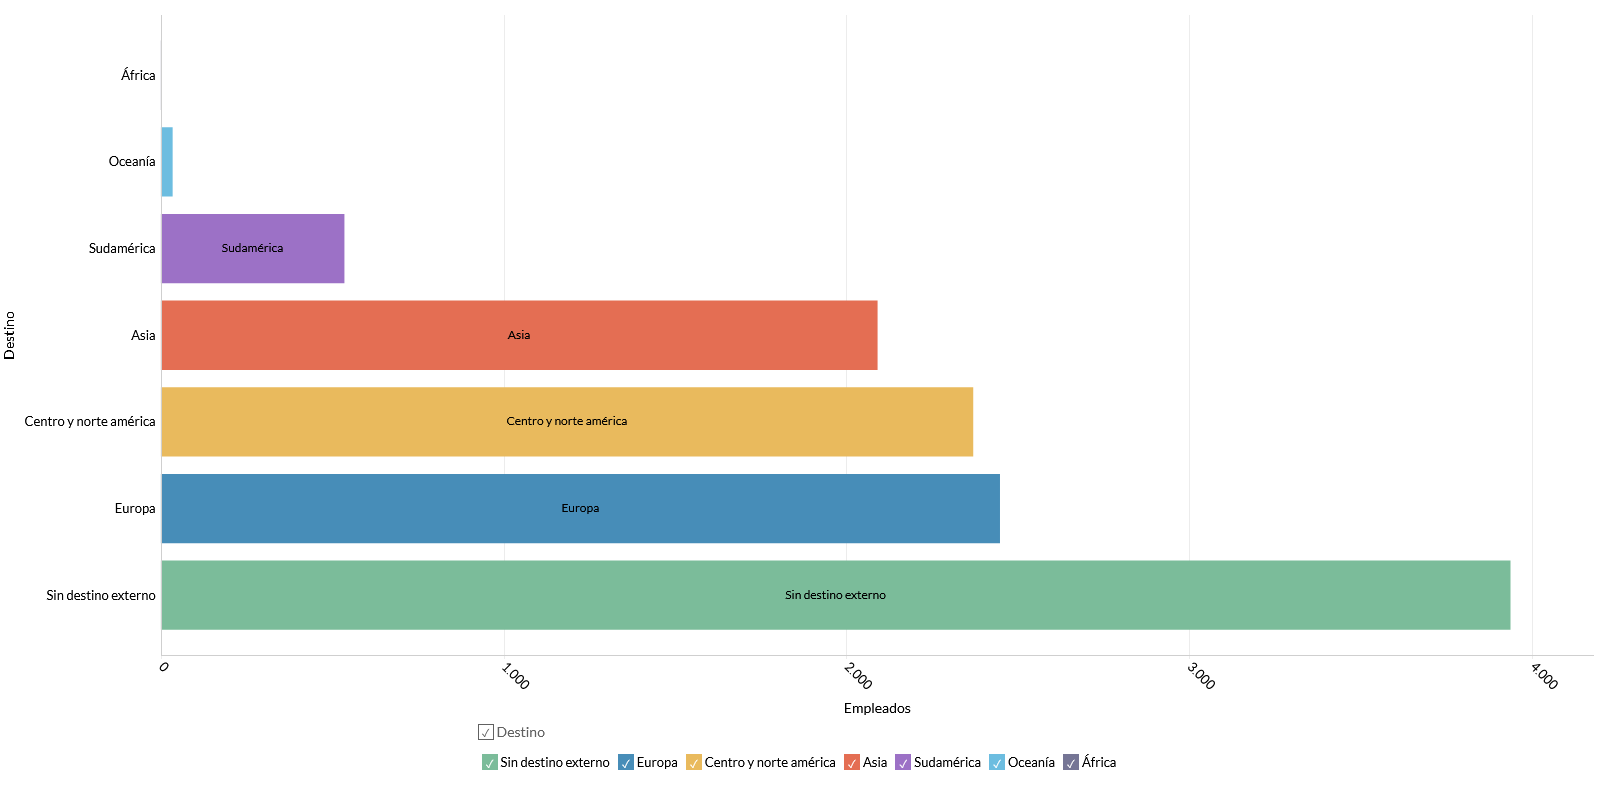 África
Oceanía
Sudamérica
Sudamérica
Asia
Asia
Destino
Centro y norte américa
Centro y norte américa
Europa
Europa
Sin destino externo
Sin destino externo
0
1.000
2.000
3.000
4.000
Empleados
Destino
Sin destino externo Europa Centro y norte américa Asia Sudamérica Oceanía África